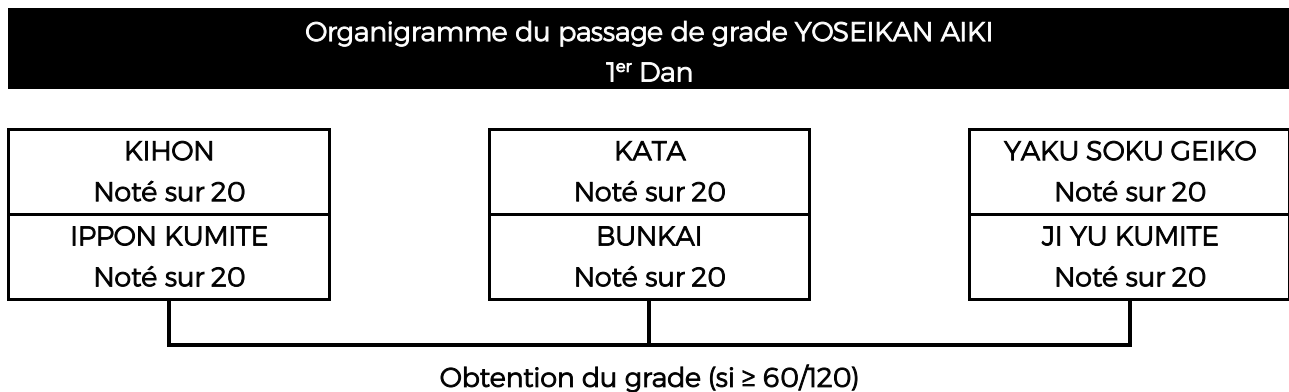 Organigramme du passage de grade YOSEIKAN AIKI
1er Dan
KIHON
Noté sur 20
IPPON KUMITE
Noté sur 20
KATA
Noté sur 20
BUNKAI
Noté sur 20
YAKU SOKU GEIKO
Noté sur 20
JI YU KUMITE
Noté sur 20
Obtention du grade (si ≥ 60/120)